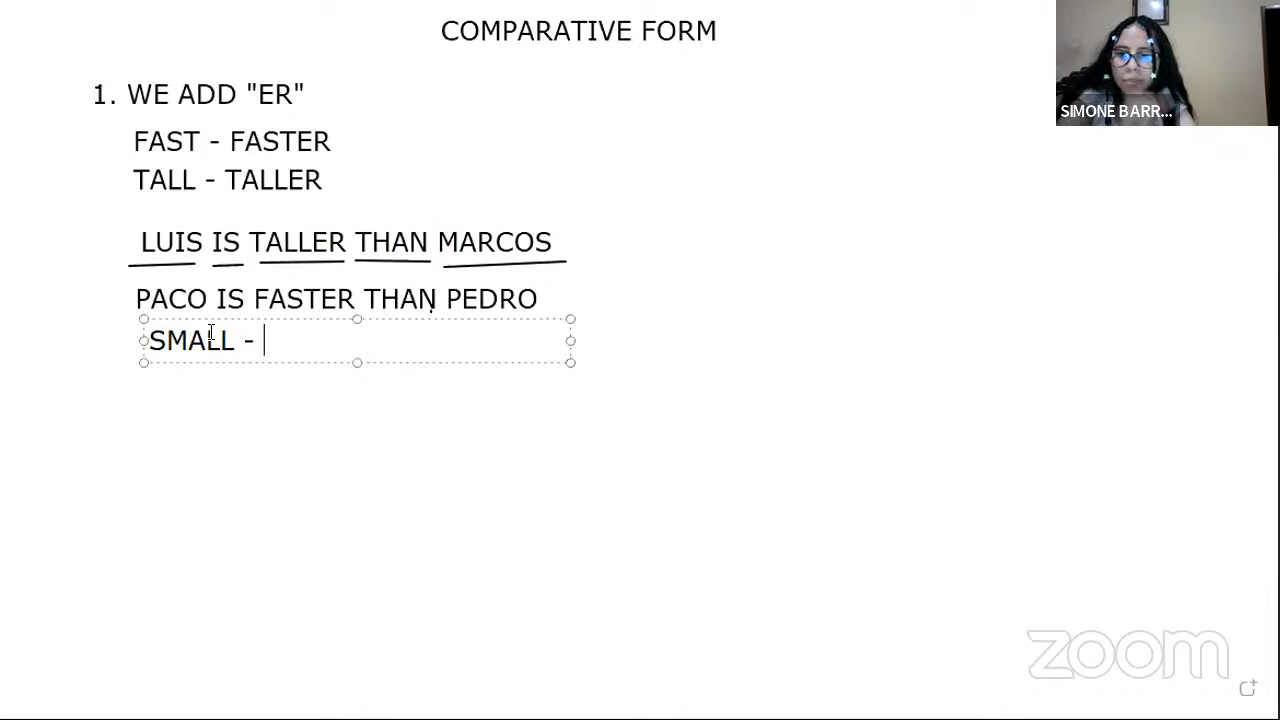 COMPARATIVE FORM
SIMONE BARR...
1. WE ADD "ER"
FAST - FASTER
TALL - TALLER
LUIS IS TALLER THAN MARCOS
PACO IS FASTER THAN PEDRO
SMALL -
zoom